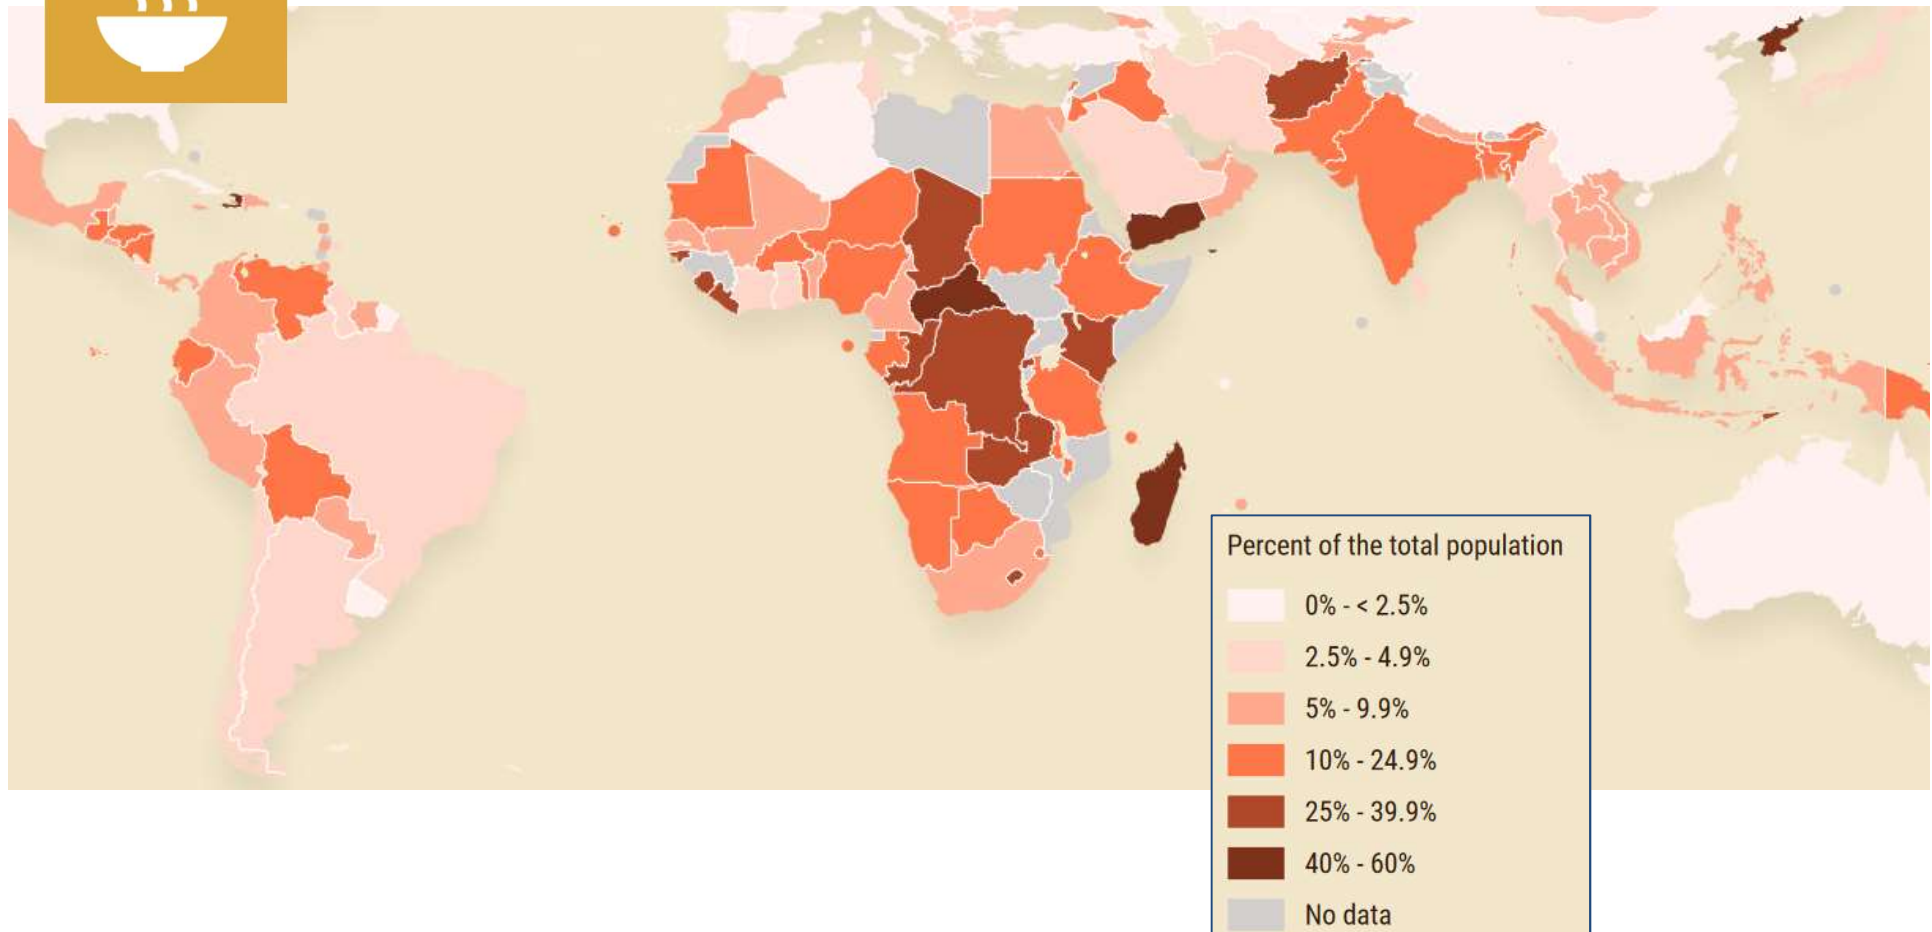 Percent of the total population
0% - < 2.5%
2.5% - 4.9%
5% - 9.9%
10% - 24.9%
25% - 39.9%
40% - 60%
No data